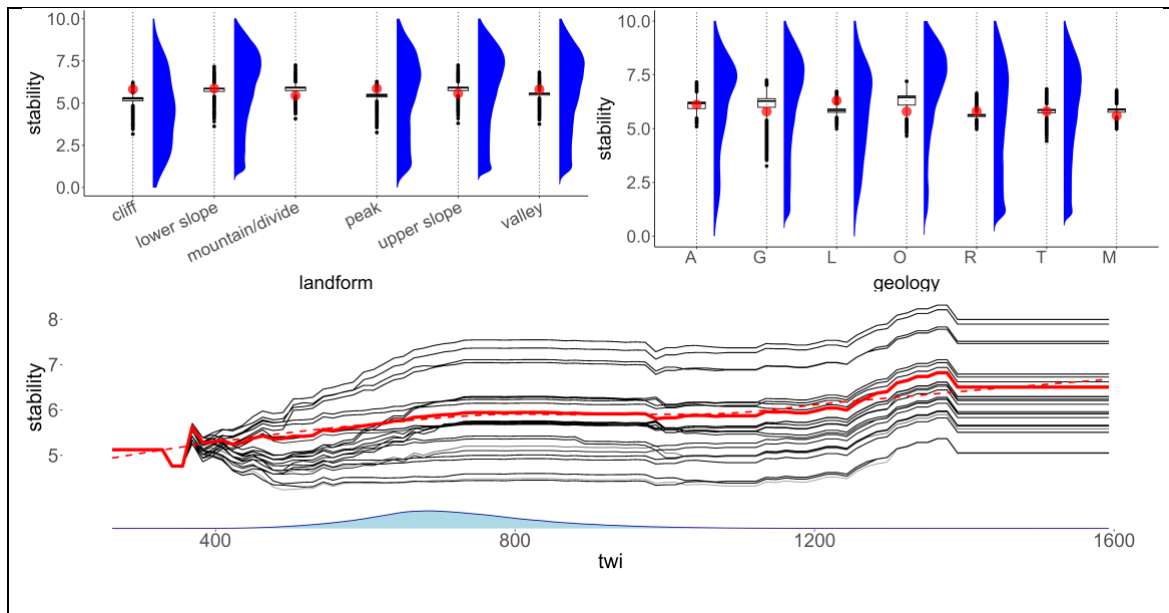 10.0
7.5
5.0
2.5
0.0
stability
cliff
lower slope
mountain/divide
peak
upper slope
valley
landform
10.0
7.5
5.0
2.5
0.0
stability
A G L O R T M
geology
8
7
6
5
stability
400 800 1200 1600
twi